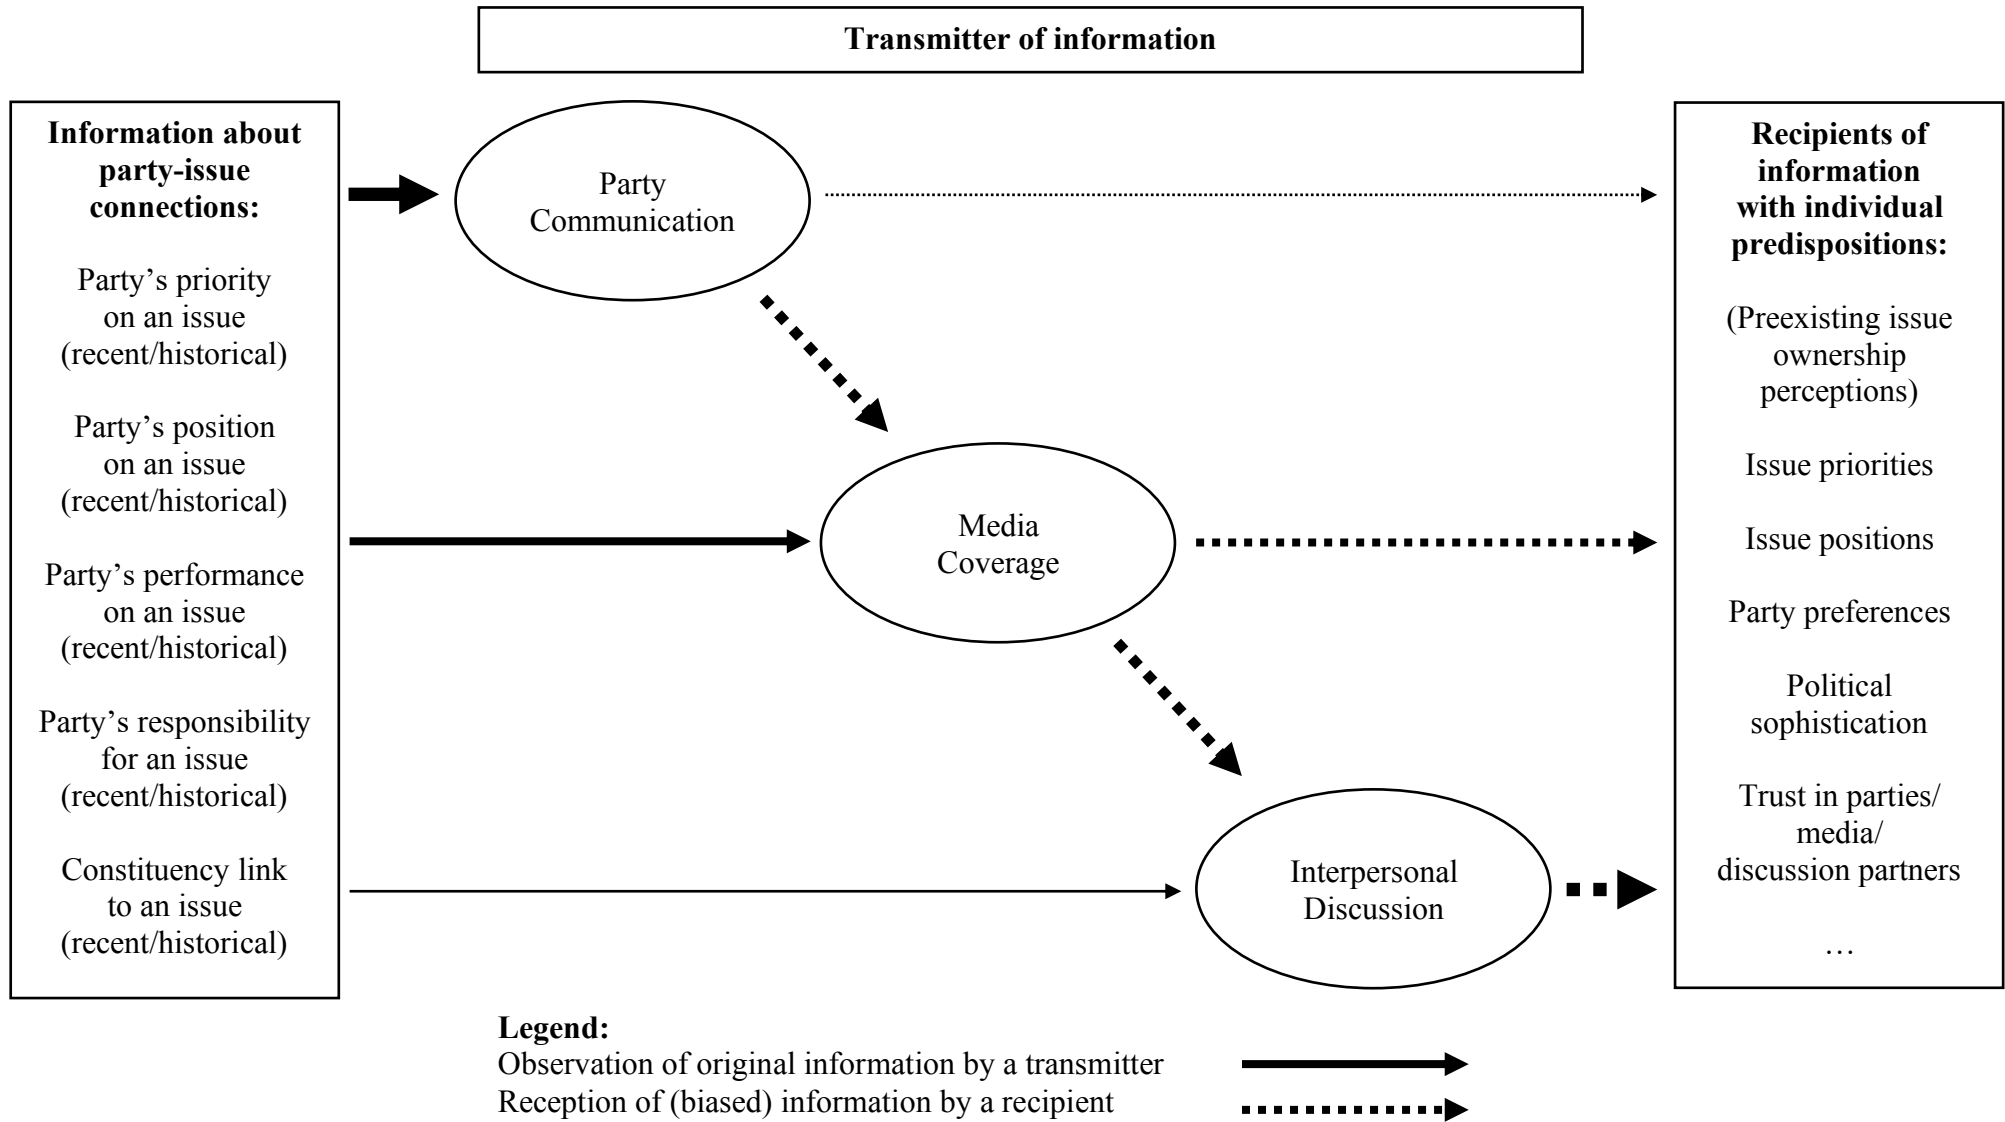 Transmitter of information
Information about
party-issue
connections:
Party’s priority
on an issue
(recent/historical)
Party’s position
on an issue
(recent/historical)
Party’s performance
on an issue
(recent/historical)
Party’s responsibility
for an issue
(recent/historical)
Constituency link
to an issue
(recent/historical)
Party
Communication
Media
Coverage
Interpersonal
Discussion
Recipients of
information
with individual
predispositions:
(Preexisting issue
ownership
perceptions)
Issue priorities
Issue positions
Party preferences
Political
sophistication
Trust in parties/
media/
discussion partners
…
Legend:
Observation of original information by a transmitter
Reception of (biased) information by a recipient